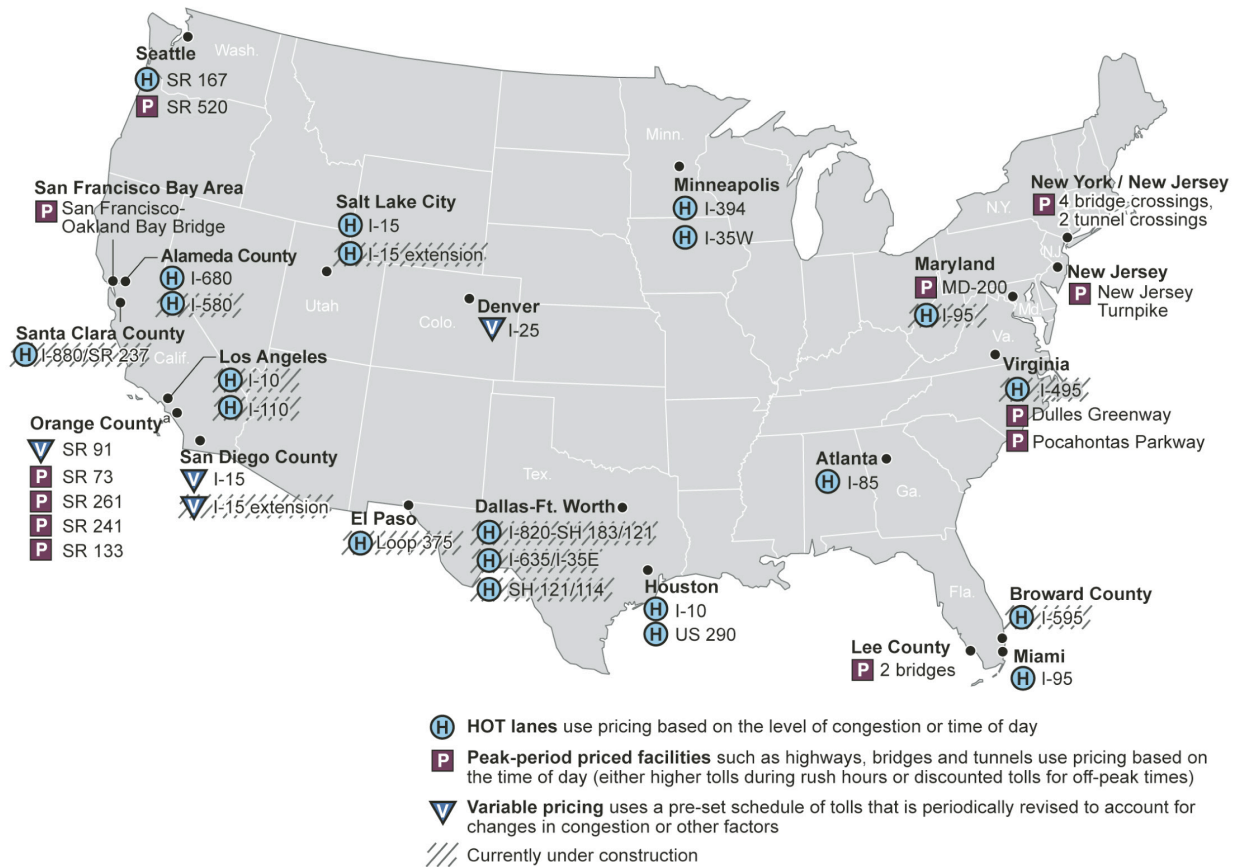 Wash.
Seattle
H SR 167
P SR 520
Minn.
Minneapolis
H I-394
H I-35W
San Francisco Bay Area
P San Francisco-
Oakland Bay Bridge
Salt Lake City
H I-15
H I-15 extension
Utah
Alameda County
H I-680
H I-580
Santa Clara County
H I-880/SR 237
Calif.
Colo.
Denver
V I-25
Los Angeles
H I-10
H I-110
Orange County a
V SR 91
P SR 73
P SR 261
P SR 241
P SR 133
San Diego County
V I-15
V I-15 extension
El Paso
H Loop 375
Tex.
Dallas-Ft. Worth
H I-820-SH 183/121
H I-635/I-35E
H SH 121/114
Houston
H I-10
H US 290
N.Y.
New York / New Jersey
P 4 bridge crossings,
2 tunnel crossings
N.J.
New Jersey
P New Jersey
Turnpike
Maryland
P MD-200
H I-95
Md.
Va.
Virginia
H I-495
P Dulles Greenway
P Pocahontas Parkway
Atlanta
H I-85
Ga.
Fla.
Broward County
H I-595
Lee County
P 2 bridges
Miami
H I-95
H HOT lanes use pricing based on the level of congestion or time of day
P Peak-period priced facilities such as highways, bridges and tunnels use pricing based on
the time of day (either higher tolls during rush hours or discounted tolls for off-peak times)
V Variable pricing uses a pre-set schedule of tolls that is periodically revised to account for
changes in congestion or other factors
Currently under construction